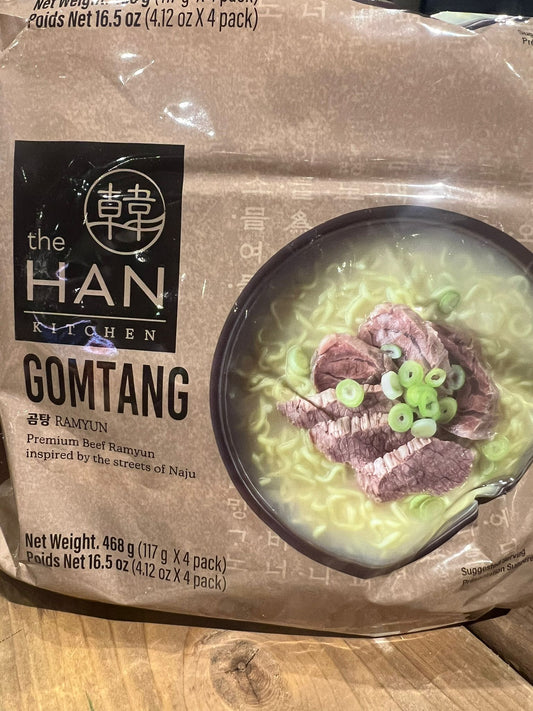 Poids Net 16.5 oz (4.12 oz X 4 pack)
韓
the
HAN
KITCHEN
GOMTANG
곰탕 RAMYUN
Premium Beef Ramyun
inspired by the streets of Naju
Net Weight. 468 g (117 g X 4 pack)
Poids Net 16.5 oz (4.12 oz X 4 pack)
Suggested Serving